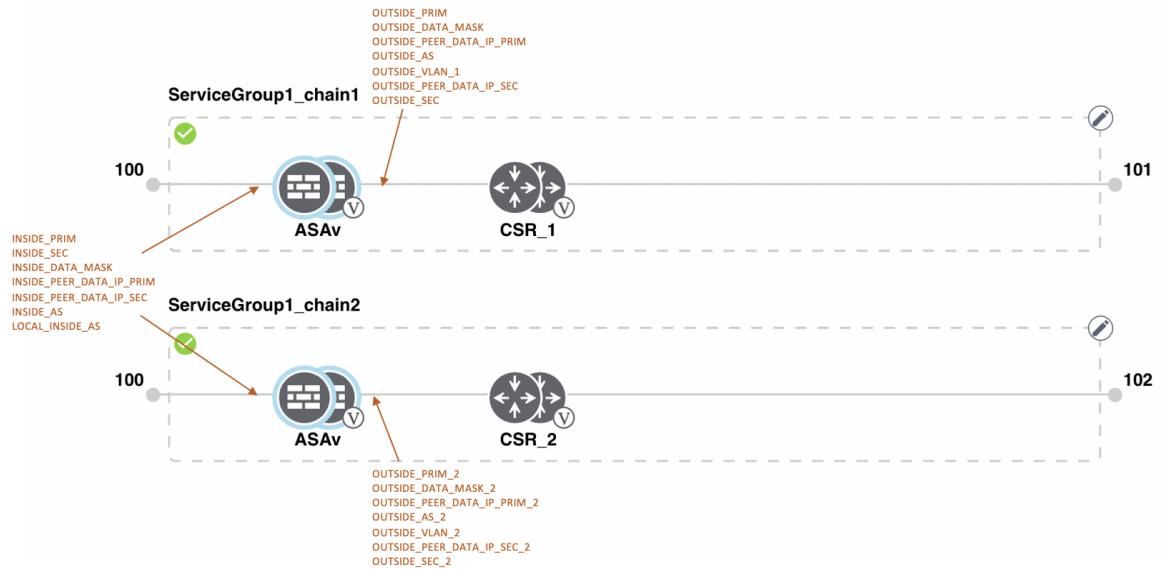 OUTSIDE_PRIM
OUTSIDE_DATA_MASK
OUTSIDE_PEER_DATA_IP_PRIM
OUTSIDE_AS
OUTSIDE_VLAN_1
OUTSIDE_PEER_DATA_IP_SEC
OUTSIDE_SEC
ServiceGroup1_chain1
100
101
V
V
ASAv
CSR_1
INSIDE_PRIM
INSIDE_SEC
INSIDE_DATA_MASK
INSIDE_PEER_DATA_IP_PRIM
INSIDE_PEER_DATA_IP_SEC
INSIDE_AS
LOCAL_INSIDE_AS
ServiceGroup1_chain2
100
102
V
V
ASAv
CSR_2
OUTSIDE_PRIM_2
OUTSIDE_DATA_MASK_2
OUTSIDE_PEER_DATA_IP_PRIM_2
OUTSIDE_AS_2
OUTSIDE_VLAN_2
OUTSIDE_PEER_DATA_IP_SEC_2
OUTSIDE_SEC_2